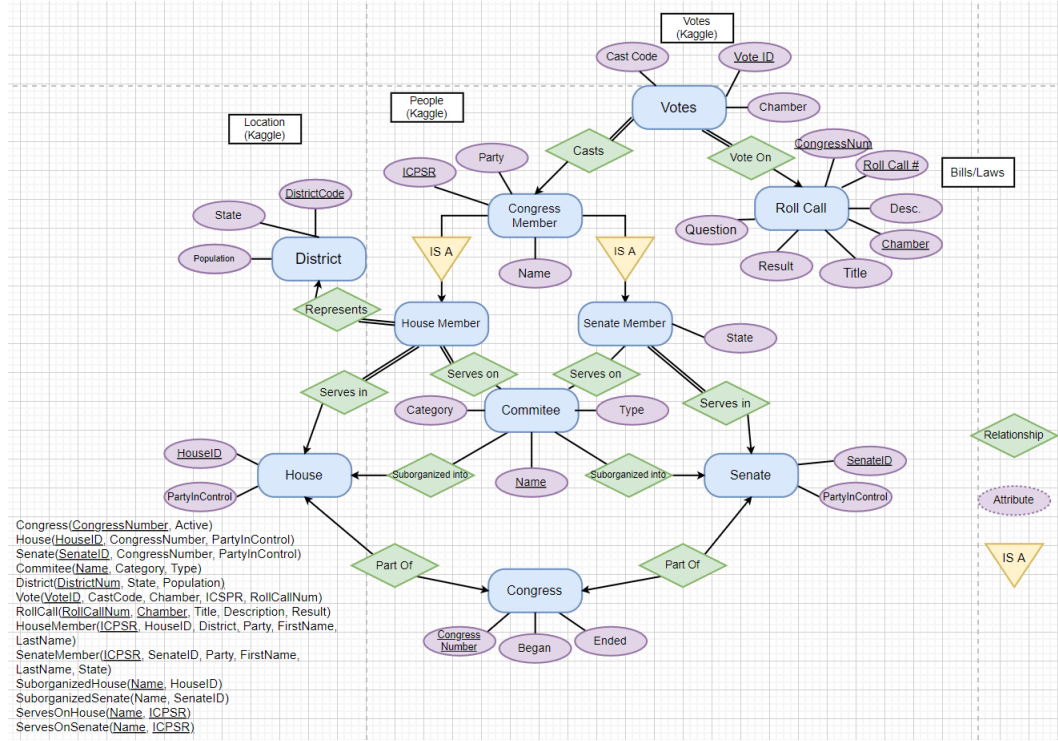 Votes
(Kaggle)
Cast Code
Vote ID
People
(Kaggle)
Votes
Chamber
Location
(Kaggle)
Casts
Vote On
CongressNum
Party
ICPSR
Roll Call #
Bills/Laws
DistrictCode
State
Congress
Member
Roll Call
Desc.
Question
Chamber
Population
District
IS A
IS A
Name
Result
Title
Represents
House Member
Senate Member
State
Serves on
Serves on
Serves in
Category
Commitee
Type
Serves in
Relationship
HouseID
House
Suborganized into
Name
Suborganized into
Senate
SenateID
PartyInControl
PartyInControl
Attribute
Congress(CongressNumber, Active)
House(HouseID, CongressNumber, PartyInControl)
Senate(SenateID, CongressNumber, PartyInControl)
Commitee(Name, Category, Type)
District(DistrictNum, State, Population)
Vote(VoteID, CastCode, Chamber, ICSPR, RollCallNum)
RollCall(RollCallNum, Chamber, Title, Description, Result)
HouseMember(ICPSR, HouseID, District, Party, FirstName,
LastName)
SenateMember(ICPSR, SenateID, Party, FirstName,
LastName, State)
SuborganizedHouse(Name, HouseID)
SuborganizedSenate(Name, SenateID)
ServesOnHouse(Name, ICPSR)
ServesOnSenate(Name, ICPSR)
Part Of
Part Of
IS A
Congress
Congress
Number
Began
Ended